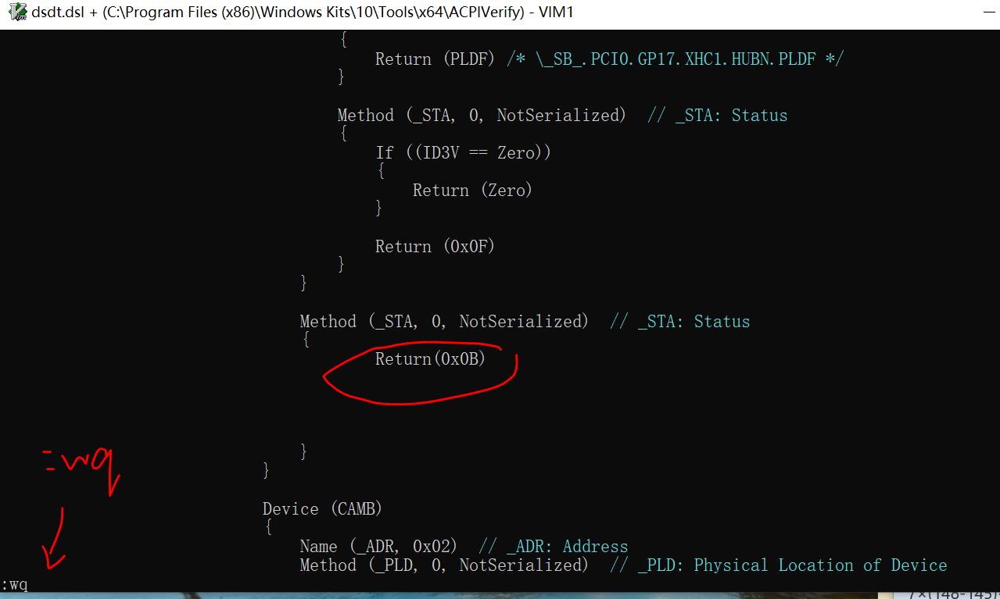 dsdt.dsl + (C:\Program Files (x86)\Windows Kits\10\Tools\x64\ACPIVerify) - VIM1
{
Return (PLDF) /* \_SB_.PCI0.GP17.XHC1.HUBN.PLDF */
}
Method (_STA, 0, NotSerialized)  // _STA: Status
{
If ((ID3V == Zero))
{
Return (Zero)
}
Return (0x0F)
}
}
Method (_STA, 0, NotSerialized)  // _STA: Status
{
Return(0x0B)
}
}
:wq
Device (CAMB)
{
Name (_ADR, 0x02)  // _ADR: Address
Method (_PLD, 0, NotSerialized)  // _PLD: Physical Location of Device
:wq